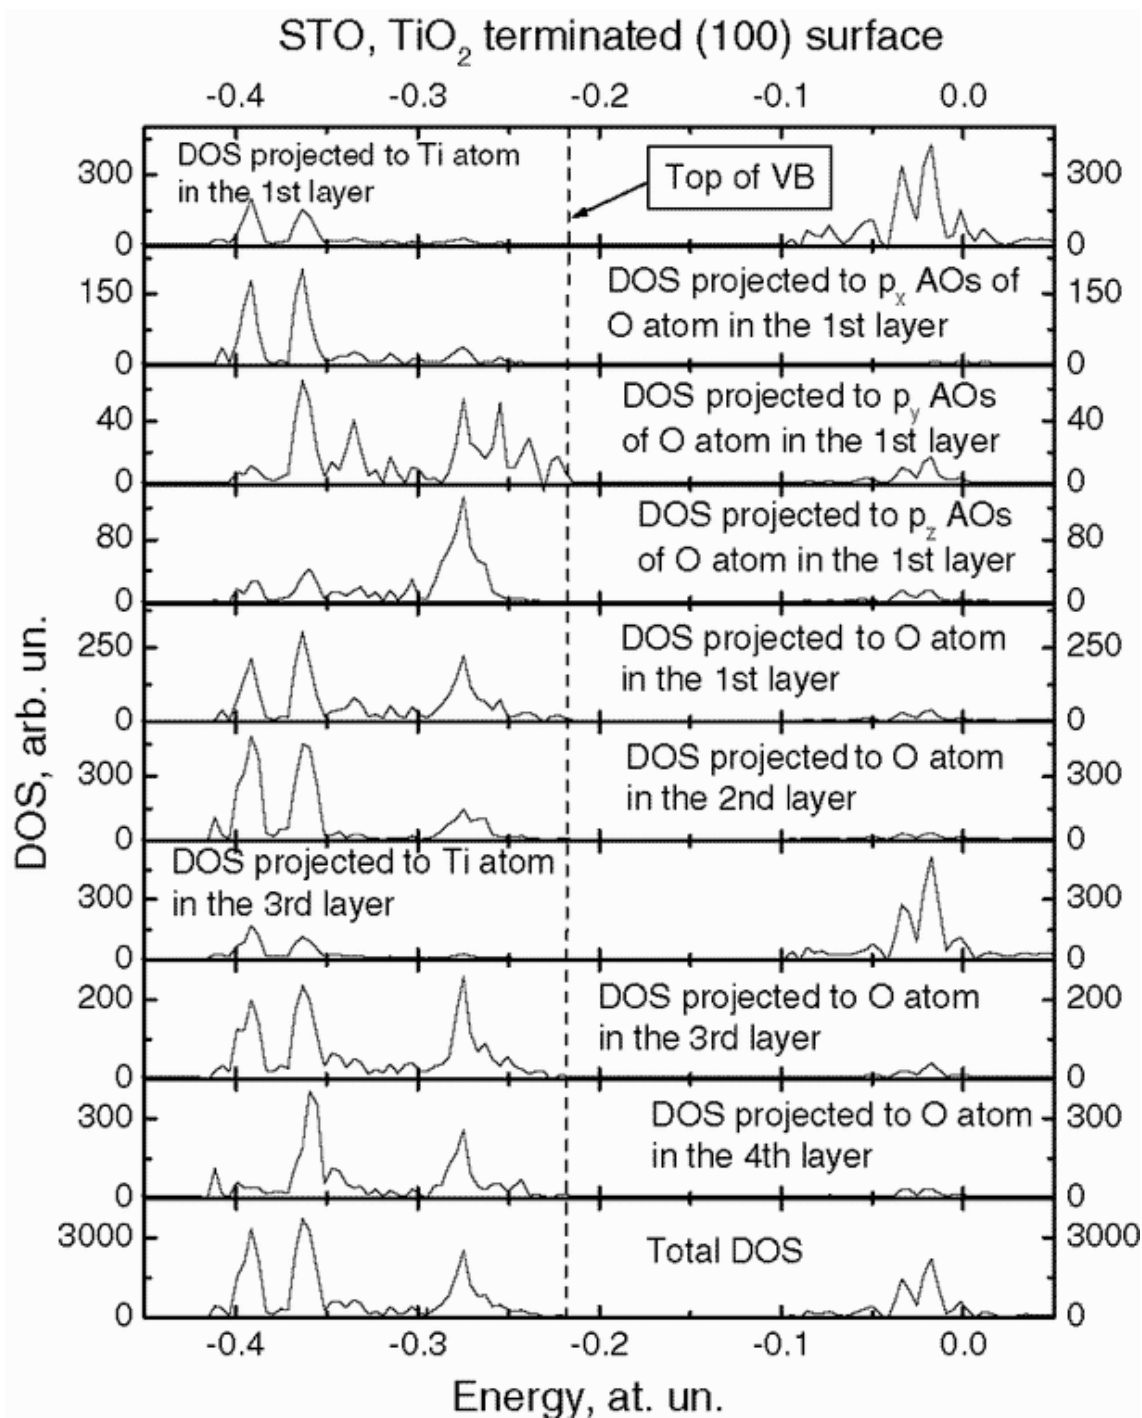 STO, TiO₂ terminated (100) surface
-0.4 -0.3 -0.2 -0.1 0.0
DOS projected to Ti atom
in the 1st layer
Top of VB
300 300
0 0
DOS projected to pₓ AOs of
O atom in the 1st layer
150 150
0 0
DOS projected to p_y AOs
of O atom in the 1st layer
40 40
0 0
DOS projected to p_z AOs
of O atom in the 1st layer
80 80
0 0
DOS projected to O atom
in the 1st layer
250 250
0 0
DOS projected to O atom
in the 2nd layer
300 300
0 0
DOS projected to Ti atom
in the 3rd layer
300 300
0 0
DOS projected to O atom
in the 3rd layer
200 200
0 0
DOS projected to O atom
in the 4th layer
300 300
0 0
Total DOS
3000 3000
0 0
-0.4 -0.3 -0.2 -0.1 0.0
Energy, at. un.
DOS, arb. un.